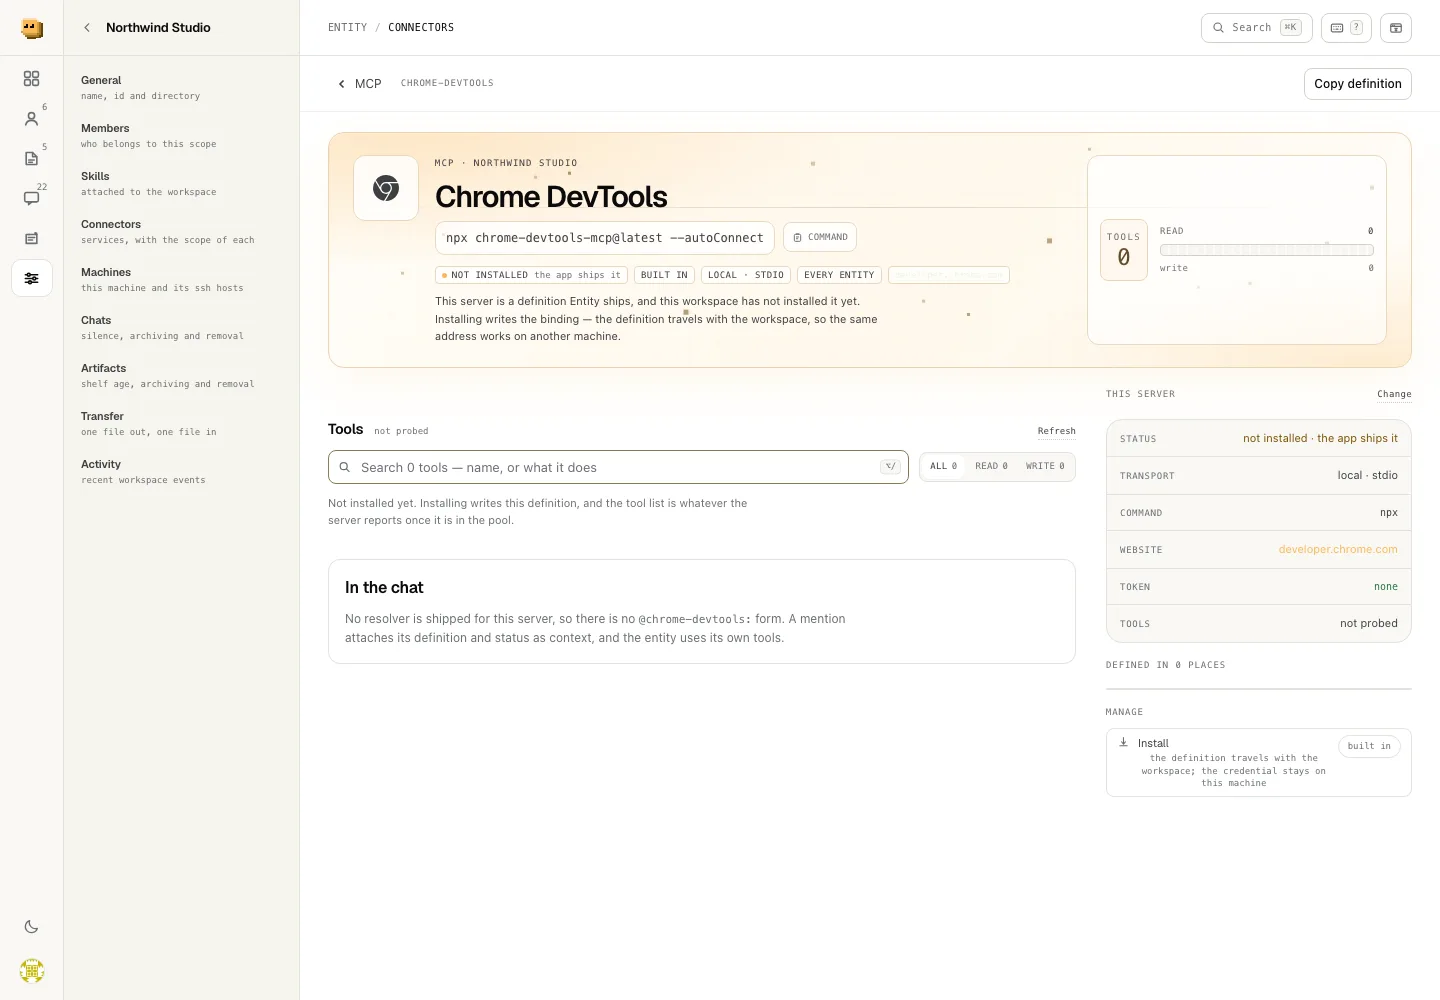 Northwind Studio
ENTITY / CONNECTORS
Search ⌘K
?
6
5
22
General
name, id and directory
Members
who belongs to this scope
Skills
attached to the workspace
Connectors
services, with the scope of each
Machines
this machine and its ssh hosts
Chats
silence, archiving and removal
Artifacts
shelf age, archiving and removal
Transfer
one file out, one file in
Activity
recent workspace events
MCP CHROME-DEVTOOLS
Copy definition
MCP · NORTHWIND STUDIO
Chrome DevTools
npx chrome-devtools-mcp@latest --autoConnect
COMMAND
NOT INSTALLED the app ships it
BUILT IN
LOCAL · STDIO
EVERY ENTITY
This server is a definition Entity ships, and this workspace has not installed it yet.
Installing writes the binding — the definition travels with the workspace, so the same
address works on another machine.
TOOLS
0
READ 0
write 0
Tools not probed
Refresh
Search 0 tools — name, or what it does
⌥/
ALL 0 READ 0 WRITE 0
Not installed yet. Installing writes this definition, and the tool list is whatever the
server reports once it is in the pool.
In the chat
No resolver is shipped for this server, so there is no @chrome-devtools: form. A mention
attaches its definition and status as context, and the entity uses its own tools.
THIS SERVER
Change
STATUS not installed · the app ships it
TRANSPORT local · stdio
COMMAND npx
WEBSITE developer.chrome.com
TOKEN none
TOOLS not probed
DEFINED IN 0 PLACES
MANAGE
Install
the definition travels with the
workspace; the credential stays on
this machine
built in